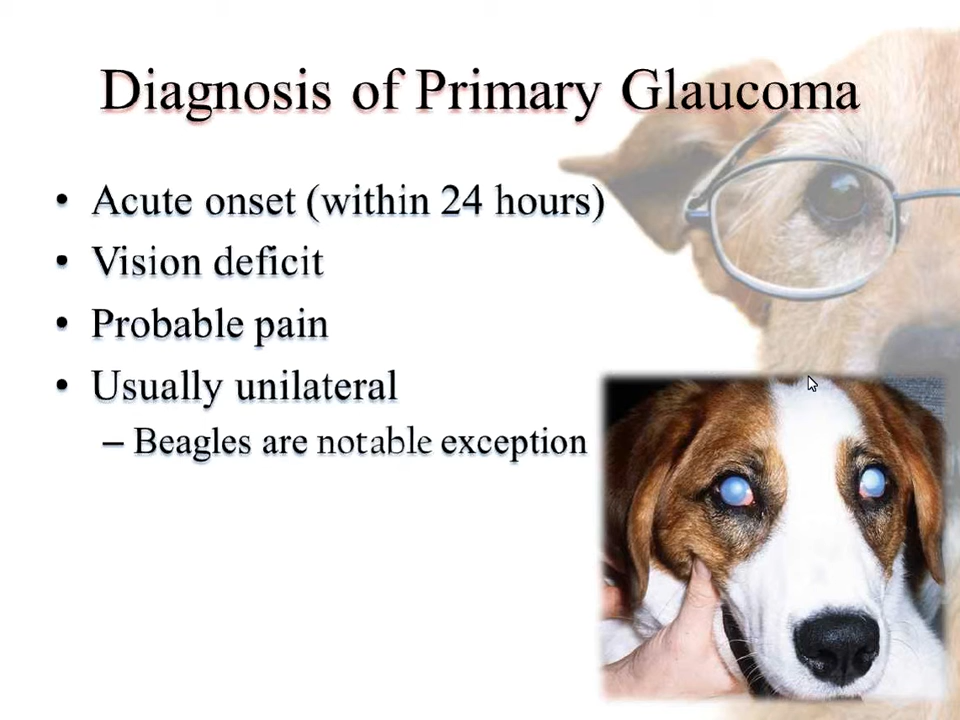 Diagnosis of Primary Glaucoma
• Acute onset (within 24 hours)
• Vision deficit
• Probable pain
• Usually unilateral
– Beagles are notable exception